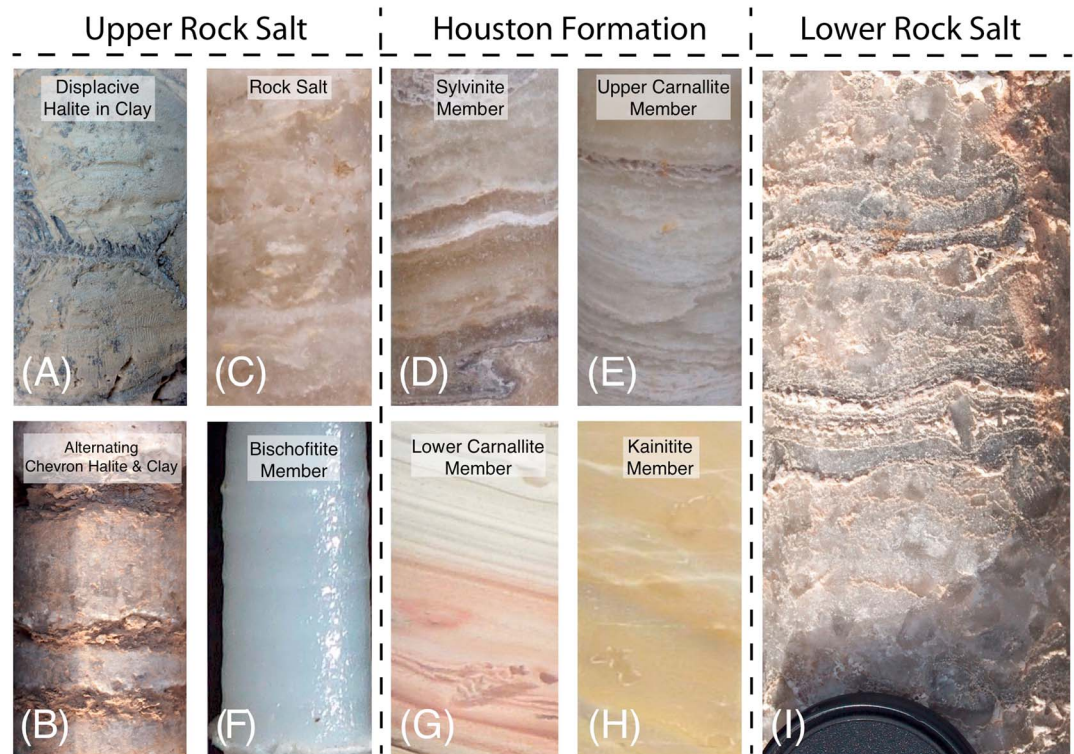 Upper Rock Salt
Houston Formation
Lower Rock Salt
Displacive
Halite in Clay
(A)
Rock Salt
(C)
Sylvinite
Member
(D)
Upper Carnallite
Member
(E)
Alternating
Chevron Halite & Clay
(B)
Bischofitite
Member
(F)
Lower Carnallite
Member
(G)
Kainitite
Member
(H)
(I)